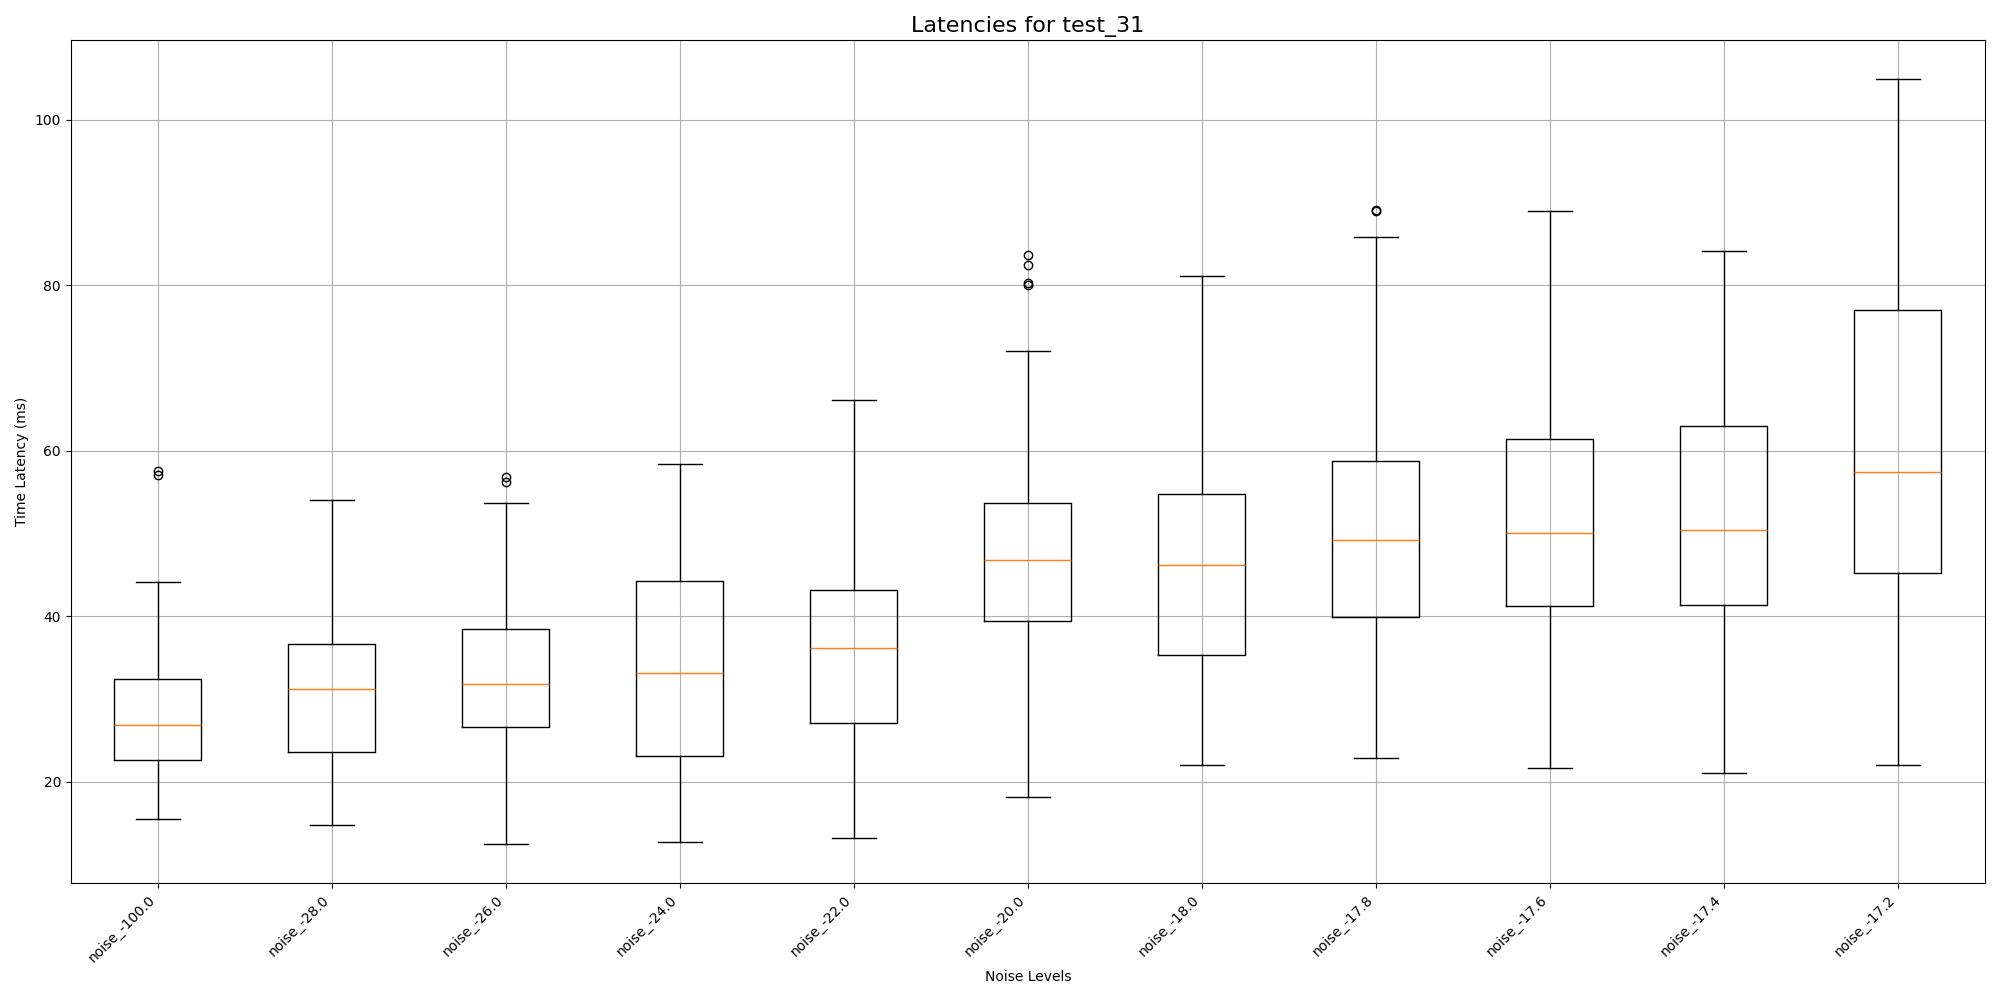 Latencies for test_31
Time Latency (ms)
100
80
60
40
20
noise_-100.0
noise_-28.0
noise_-26.0
noise_-24.0
noise_-22.0
noise_-20.0
noise_-18.0
noise_-17.8
noise_-17.6
noise_-17.4
noise_-17.2
Noise Levels